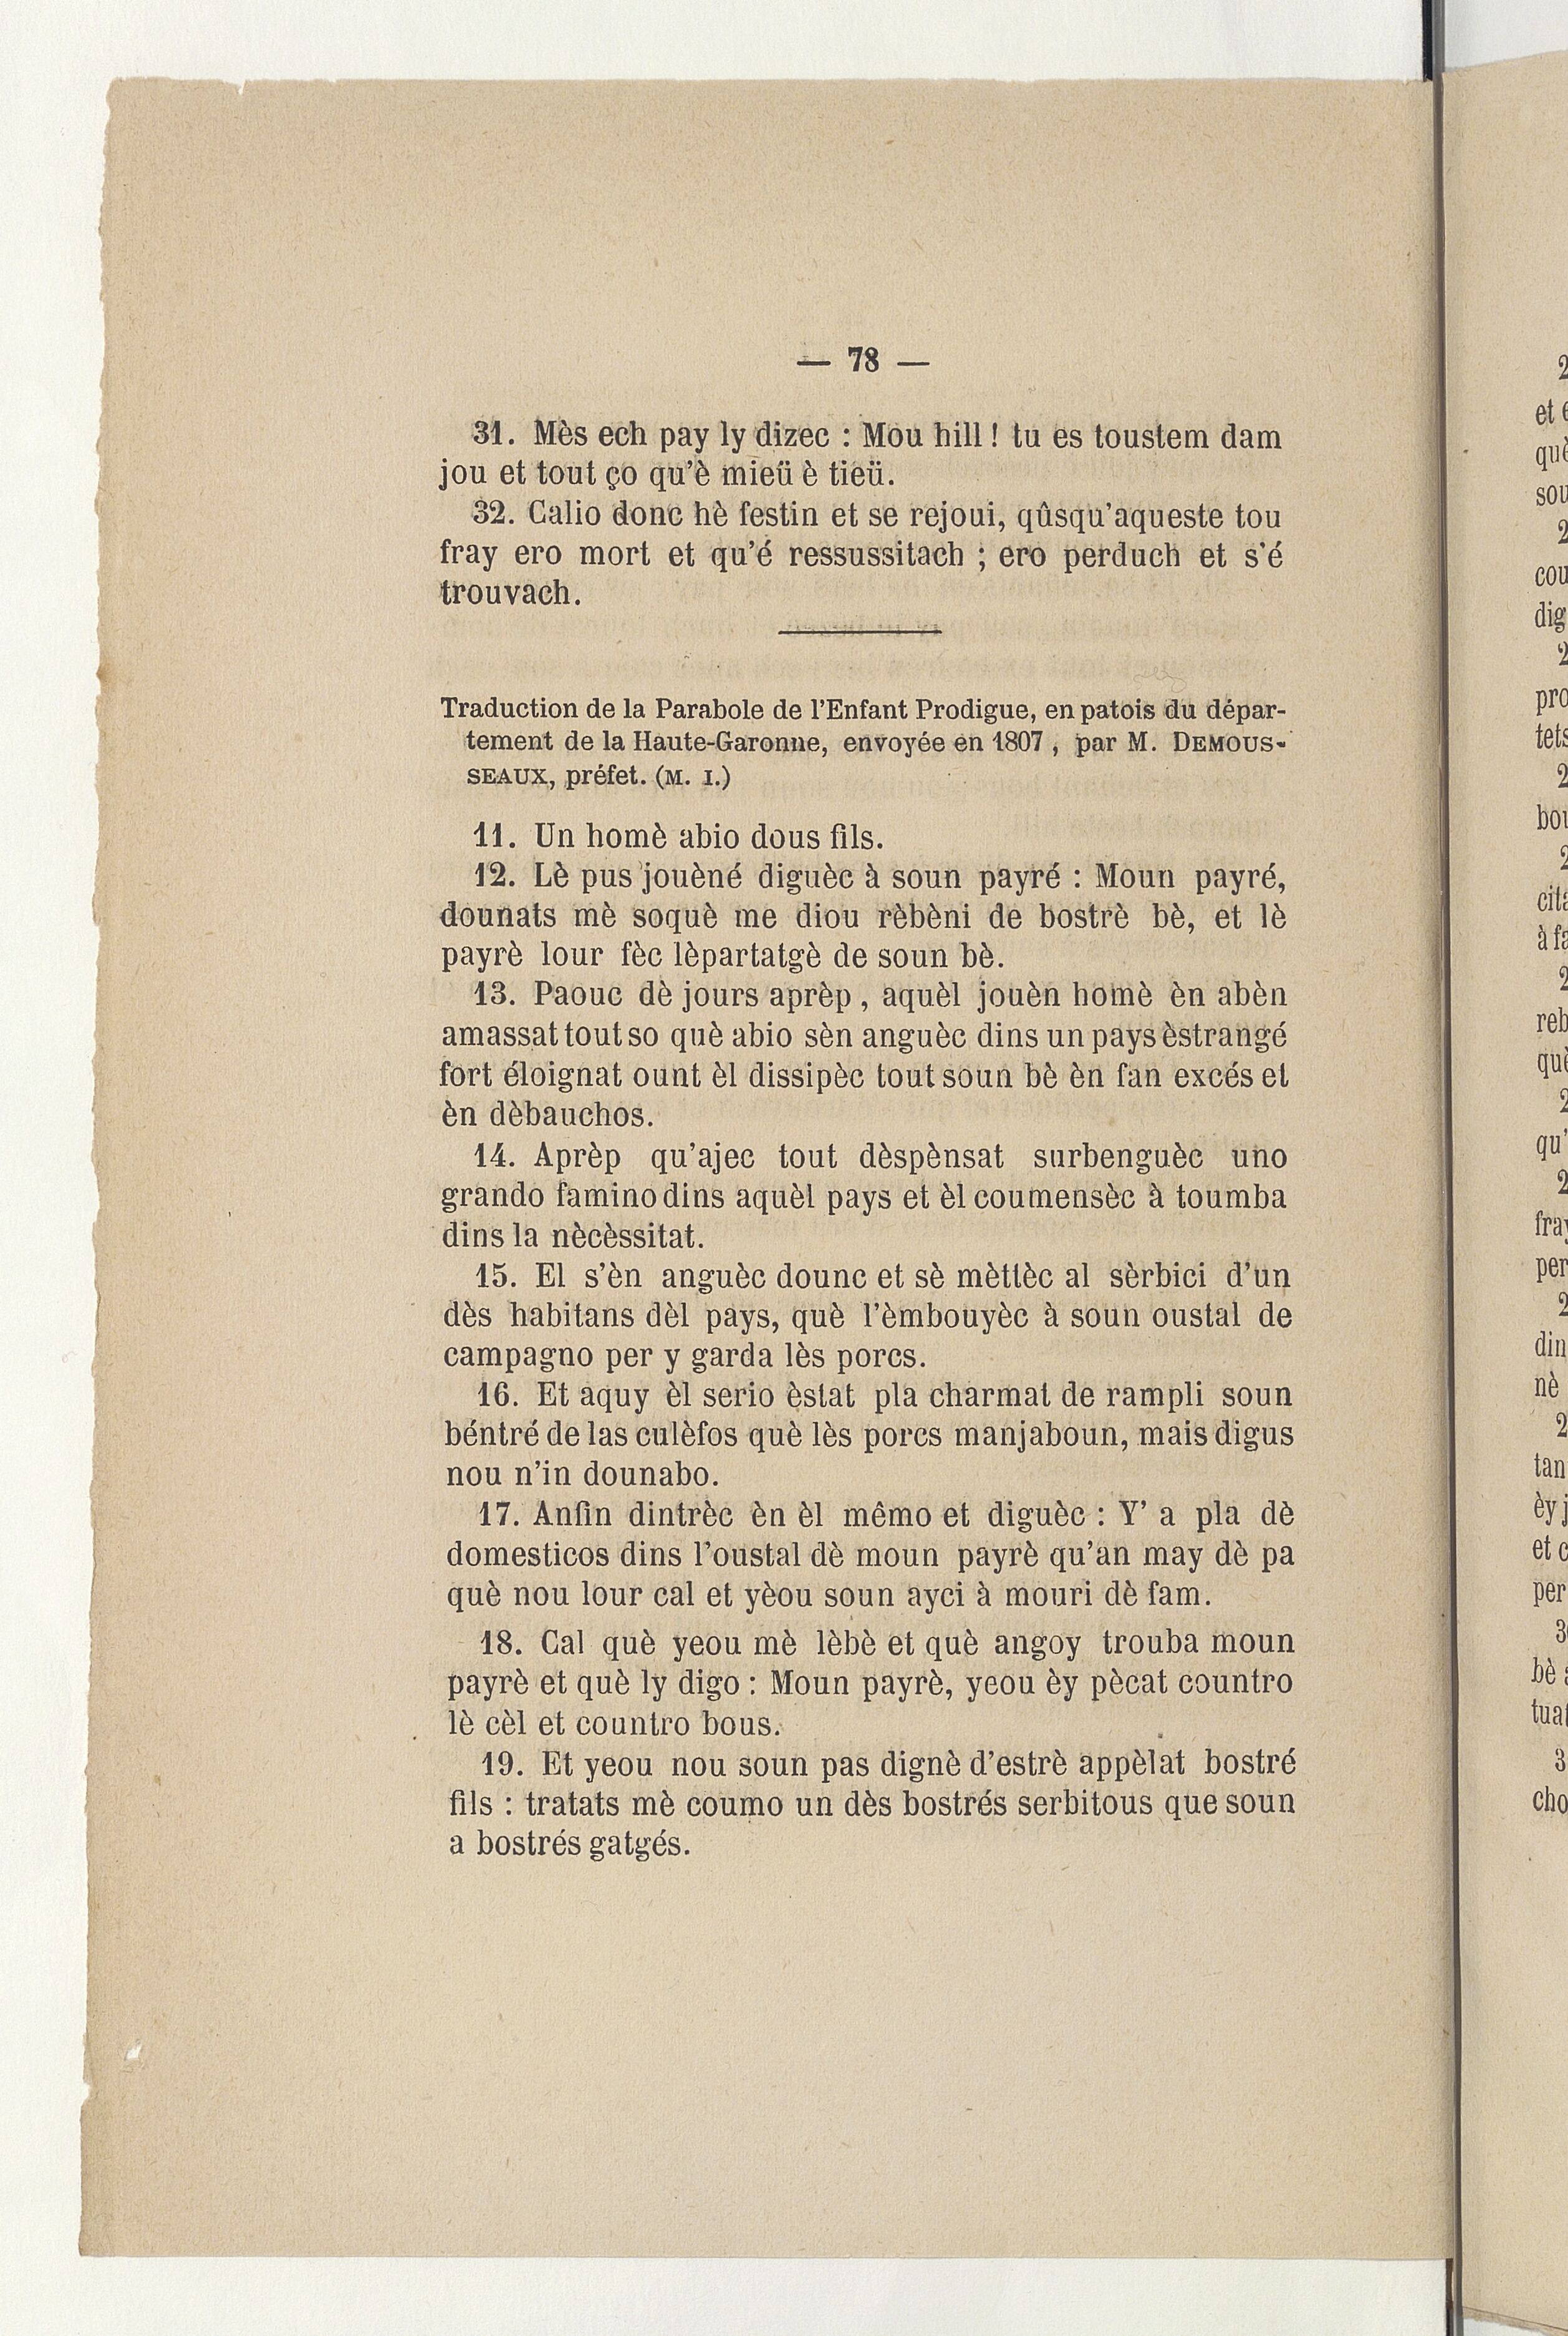 — 78 —
31. Mès ech pay ly dizec : Mou hill ! tu es toustem dam
jou et tout ço qu'è mieü è tieü.
32. Calio donc hè festin et se rejoui, qûsqu'aqueste tou
fray ero mort et qu'é ressussitach ; ero perduch et s'é
trouvach.
Traduction de la Parabole de l'Enfant Prodigue, en patois du dépar-
tement de la Haute-Garonne, envoyée en 1807, par M. DEMOUS-
SEAUX, préfet. (M. I.)
11. Un homè abio dous fils.
12. Lè pus jouèné diguèc à soun payré : Moun payré,
dounats mè soquè me diou rèbèni de bostrè bè, et lè
payrè lour fèc lèpartatgè de soun bè.
13. Paouc dè jours aprèp, aquèl jouèn homè èn abèn
amassat tout so què abio sèn anguèc dins un pays èstrangé
fort éloignat ount èl dissipèc tout soun bè èn fan excés et
èn dèbauchos.
14. Aprèp qu'ajec tout dèspènsat surbenguèc uno
grando famino dins aquèl pays et èl coumensèc à toumba
dins la nècèssitat.
15. El s'èn anguèc dounc et sè mèttèc al sèrbici d'un
dès habitans dèl pays, què l'èmbouyèc à soun oustal de
campagno per y garda lès porcs.
16. Et aquy èl serio èstat pla charmat de rampli soun
béntré de las culèfos què lès porcs manjaboun, mais digus
nou n'in dounabo.
17. Anfin dintrèc èn èl mêmo et diguèc : Y' a pla dè
domesticos dins l'oustal dè moun payrè qu'an may dè pa
què nou lour cal et yèou soun ayci à mouri dè fam.
18. Cal què yeou mè lèbè et què angoy trouba moun
payrè et què ly digo : Moun payrè, yeou èy pècat countro
lè cèl et countro bous.
19. Et yeou nou soun pas dignè d'estrè appèlat bostré
fils : tratats mè coumo un dès bostrés serbitous que soun
a bostrés gatgés.